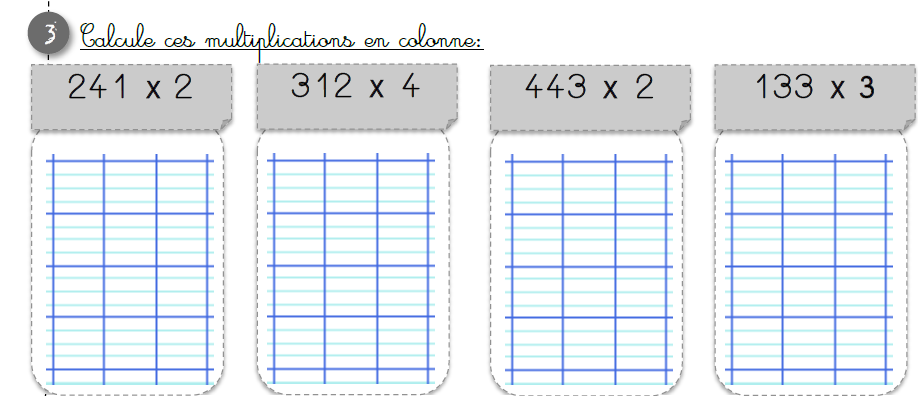 3 Calcule ces multiplications en colonne:
241 x 2 312 x 4 443 x 2 133 x 3